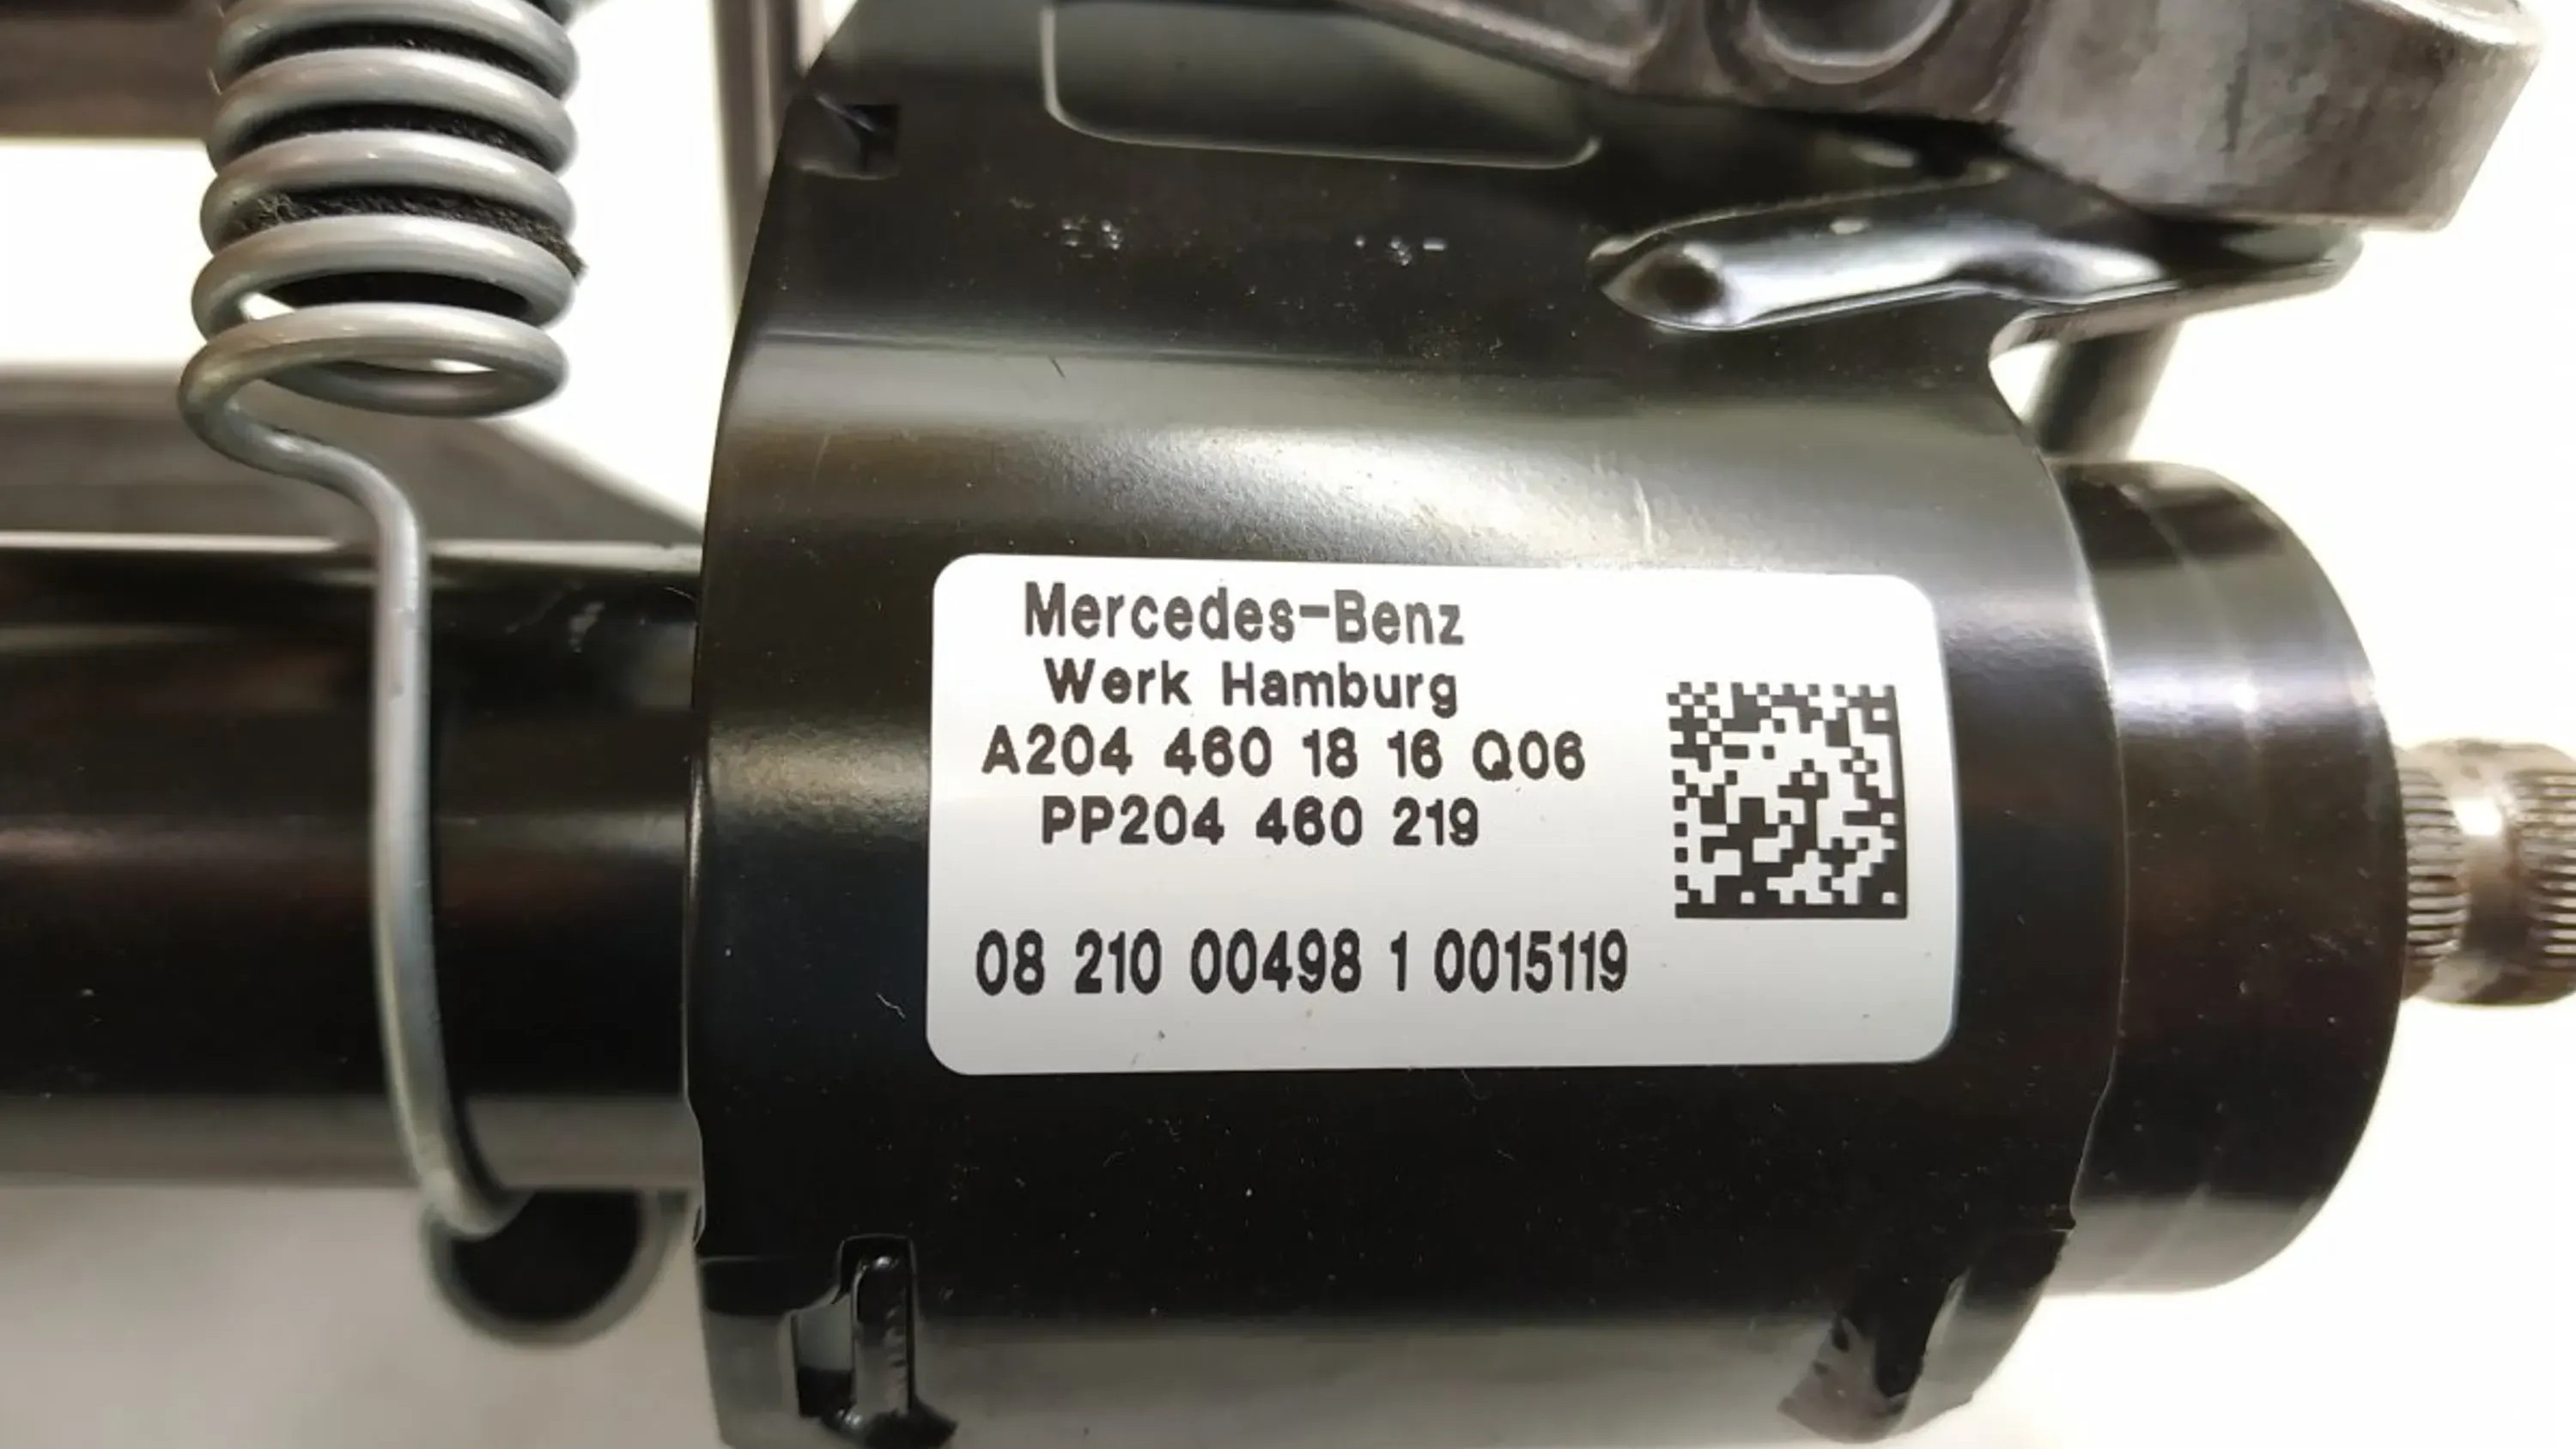 Mercedes-Benz
Werk Hamburg
A204 460 18 16 Q06
PP204 460 219
08 210 00498 1 0015119